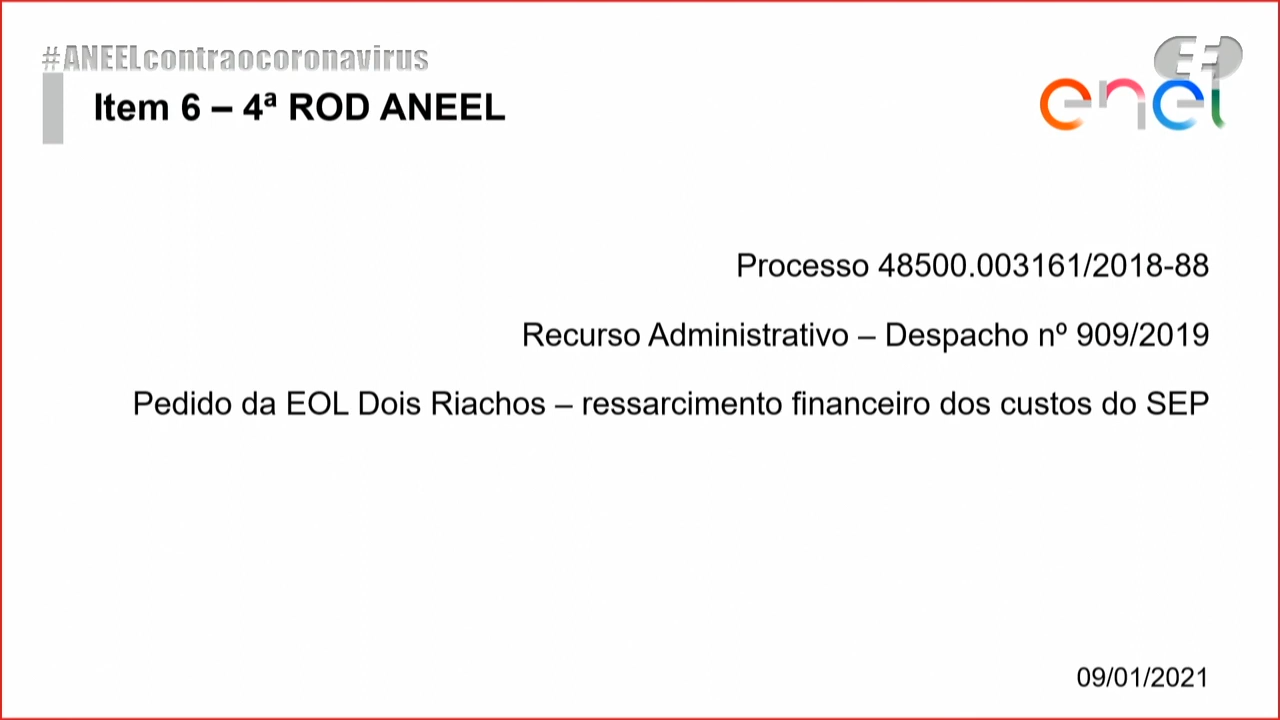 #ANEELcontraocoronavirus
Item 6 – 4ª ROD ANEEL
enel
Processo 48500.003161/2018-88
Recurso Administrativo – Despacho nº 909/2019
Pedido da EOL Dois Riachos – ressarcimento financeiro dos custos do SEP
09/01/2021